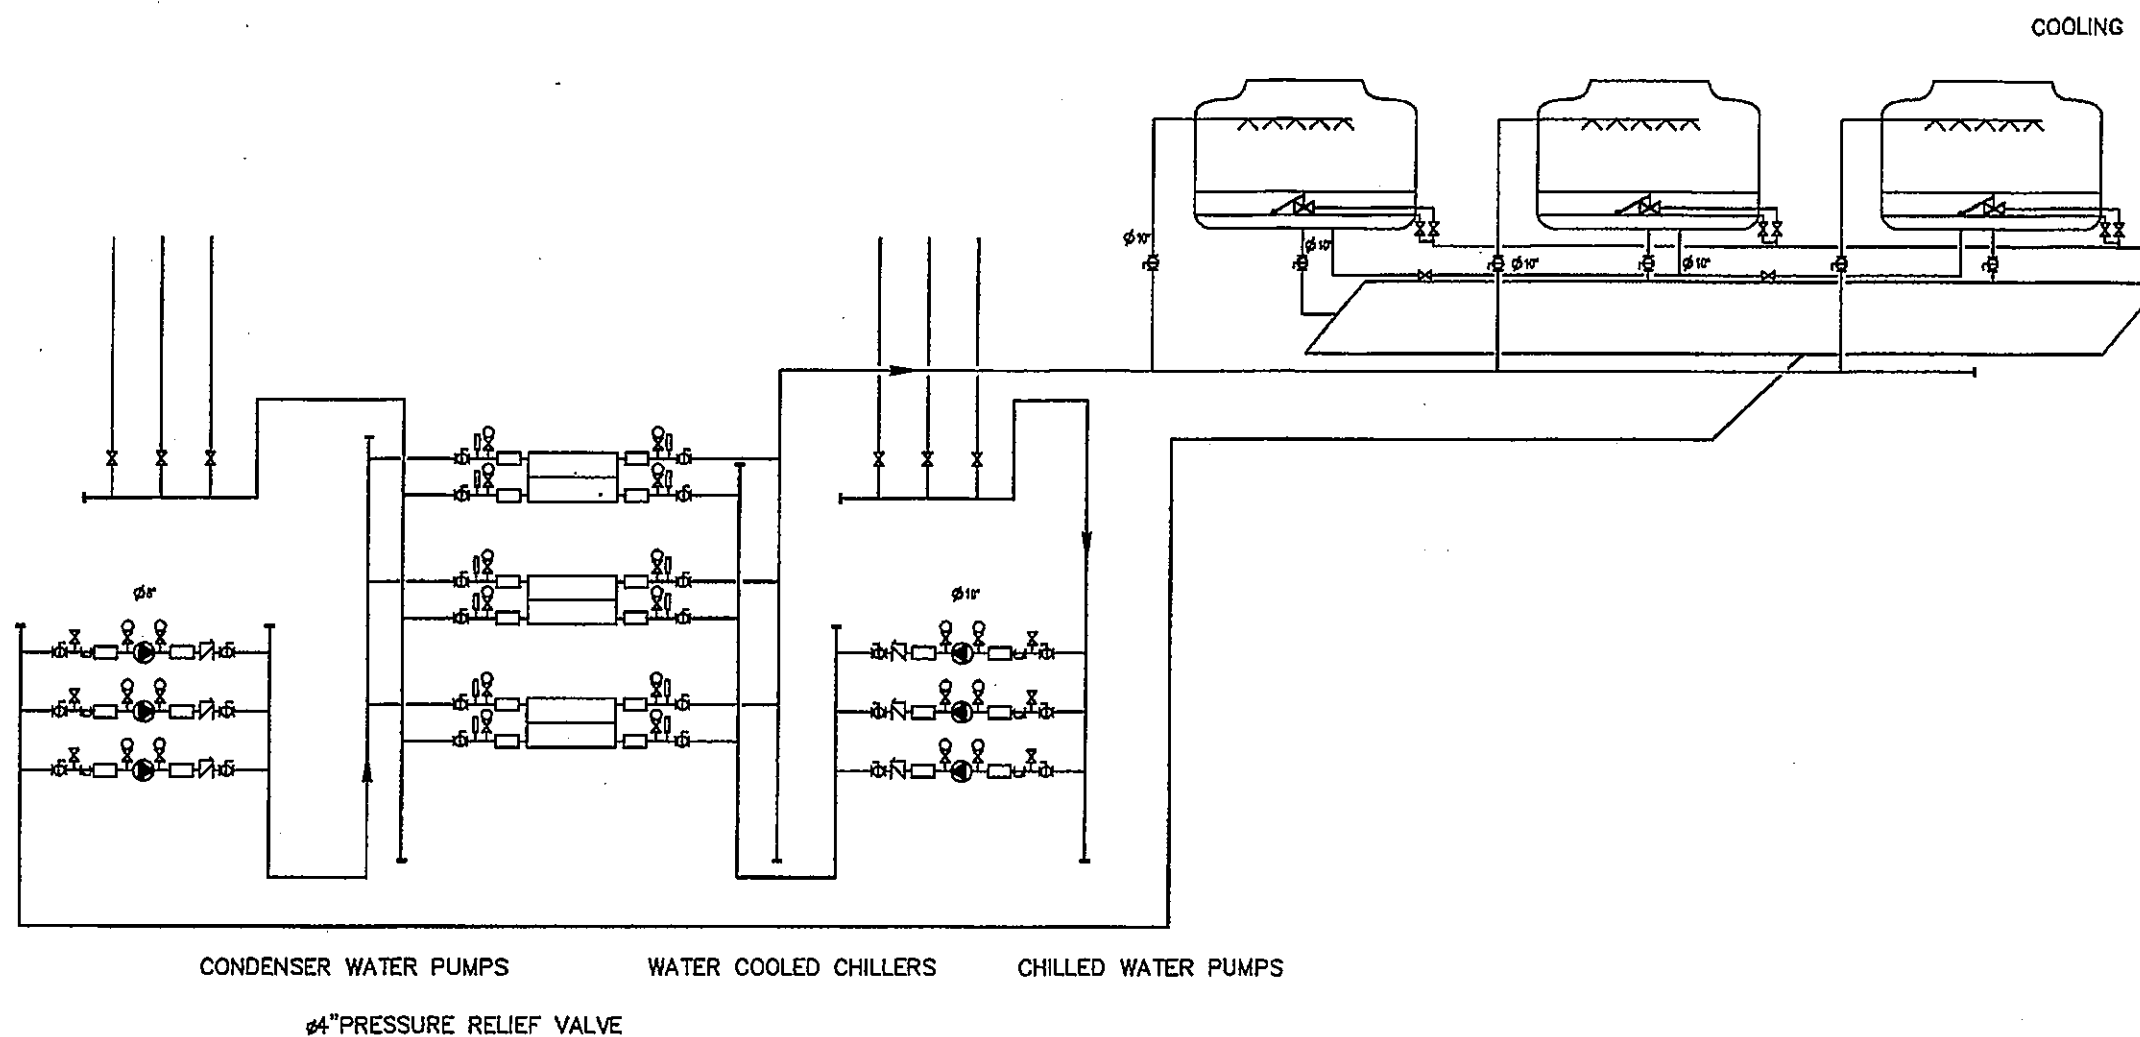 COOLING
Ø10"
Ø10"
Ø10"
Ø10"
Ø8"
Ø10"
CONDENSER WATER PUMPS
WATER COOLED CHILLERS
CHILLED WATER PUMPS
ø4"PRESSURE RELIEF VALVE